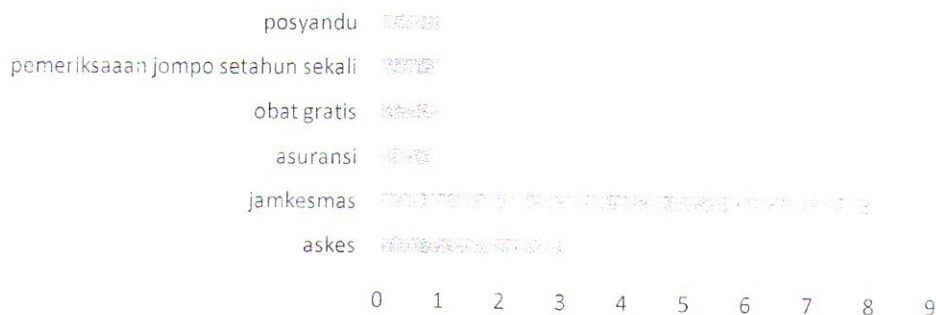 posyandu
pemeriksaaan jompo setahun sekali
obat gratis
asuransi
jamkesmas
askes
0 1 2 3 4 5 6 7 8 9